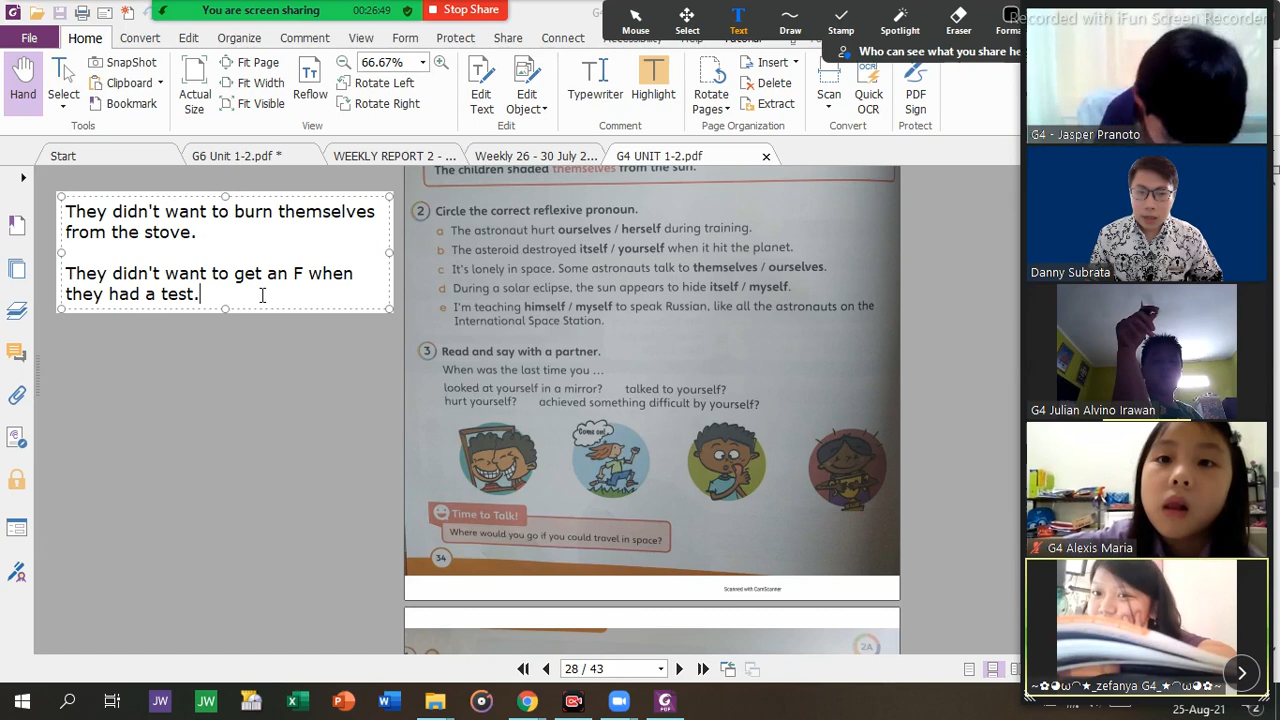 You are screen sharing
00:26:49
Stop Share
Mouse Select Text Draw Stamp Spotlight Eraser
Recorded with iFun Screen Recorder
Who can see what you share he
File Home Convert Edit Organize Comment View Form Protect Share Connect
Hand
Select
SnapShot
Clipboard
Bookmark
Tools
Actual Size
Fit Page
Fit Width
Fit Visible
Reflow
66.67%
Rotate Left
Rotate Right
View
Edit Text
Edit Object
Edit
Typewriter
Highlight
Comment
Rotate Pages
Insert
Delete
Extract
Page Organization
Scan
Quick OCR
Convert
PDF Sign
Protect
Start
G6 Unit 1-2.pdf *
WEEKLY REPORT 2 - ...
Weekly 26 - 30 July 2...
G4 UNIT 1-2.pdf
They didn't want to burn themselves
from the stove.
They didn't want to get an F when
they had a test.
The children shaded themselves from the sun.
2 Circle the correct reflexive pronoun.
a The astronaut hurt ourselves / herself during training.
b The asteroid destroyed itself / yourself when it hit the planet.
c It's lonely in space. Some astronauts talk to themselves / ourselves.
d During a solar eclipse, the sun appears to hide itself / myself.
e I'm teaching himself / myself to speak Russian, like all the astronauts on the
International Space Station.
3 Read and say with a partner.
When was the last time you ...
looked at yourself in a mirror? talked to yourself?
hurt yourself? achieved something difficult by yourself?
Time to Talk!
Where would you go if you could travel in space?
34
Scanned with CamScanner
2A
28 / 43
G4 - Jasper Pranoto
Danny Subrata
G4 Julian Alvino Irawan
G4 Alexis Maria
~✿◕ω◠★_zefanya G4_★◠ω◕✿~
25-Aug-21
2